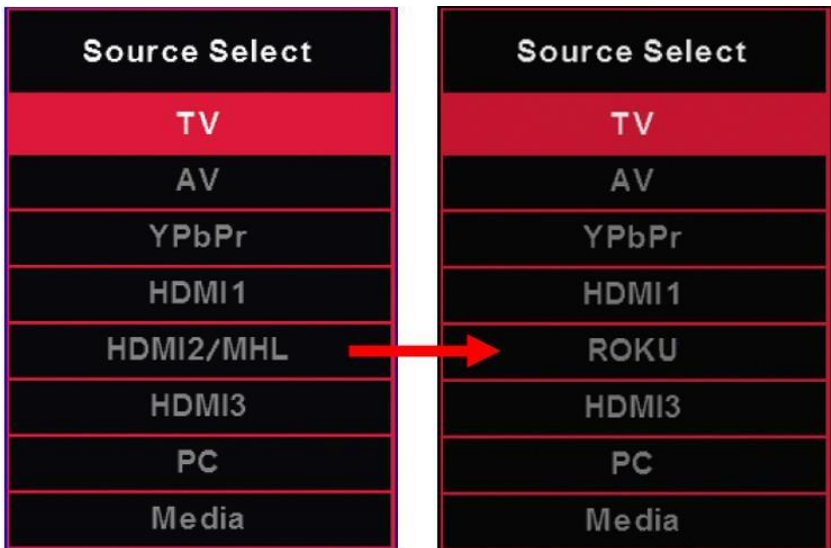 Source Select
TV
AV
YPbPr
HDMI1
HDMI2/MHL
HDMI3
PC
Media
Source Select
TV
AV
YPbPr
HDMI1
ROKU
HDMI3
PC
Media